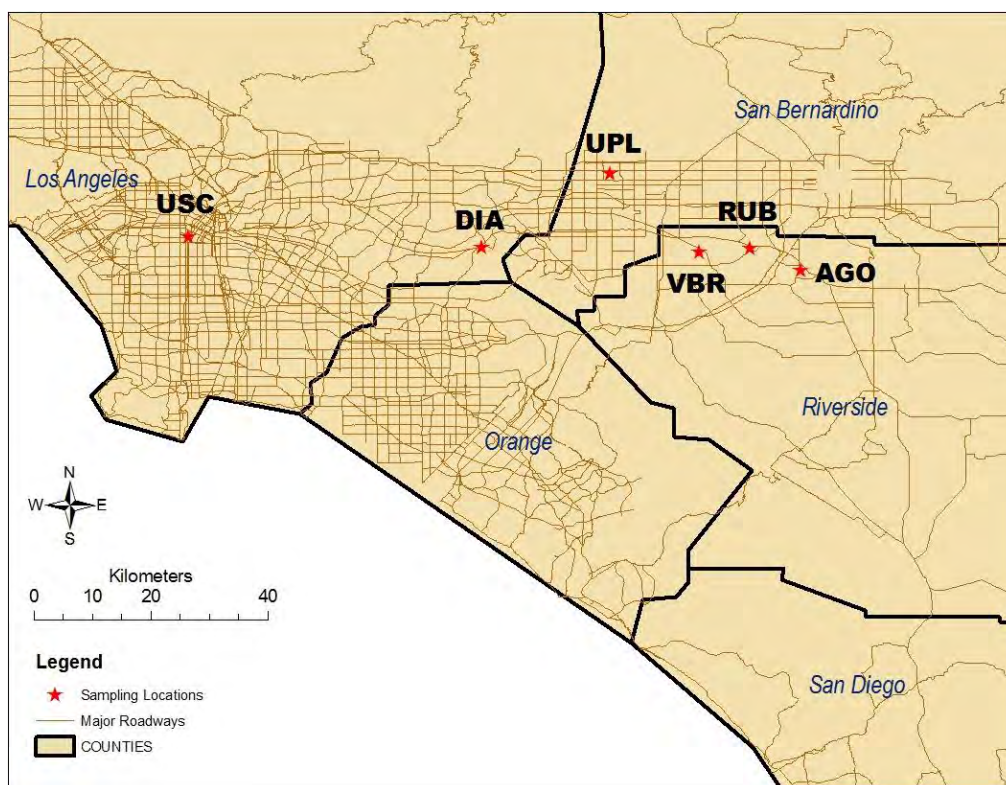 San Bernardino
UPL
Los Angeles
USC
DIA
RUB
VBR
AGO
Riverside
Orange
N
W E
S
Kilometers
0 10 20 40
San Diego
Legend
Sampling Locations
Major Roadways
COUNTIES